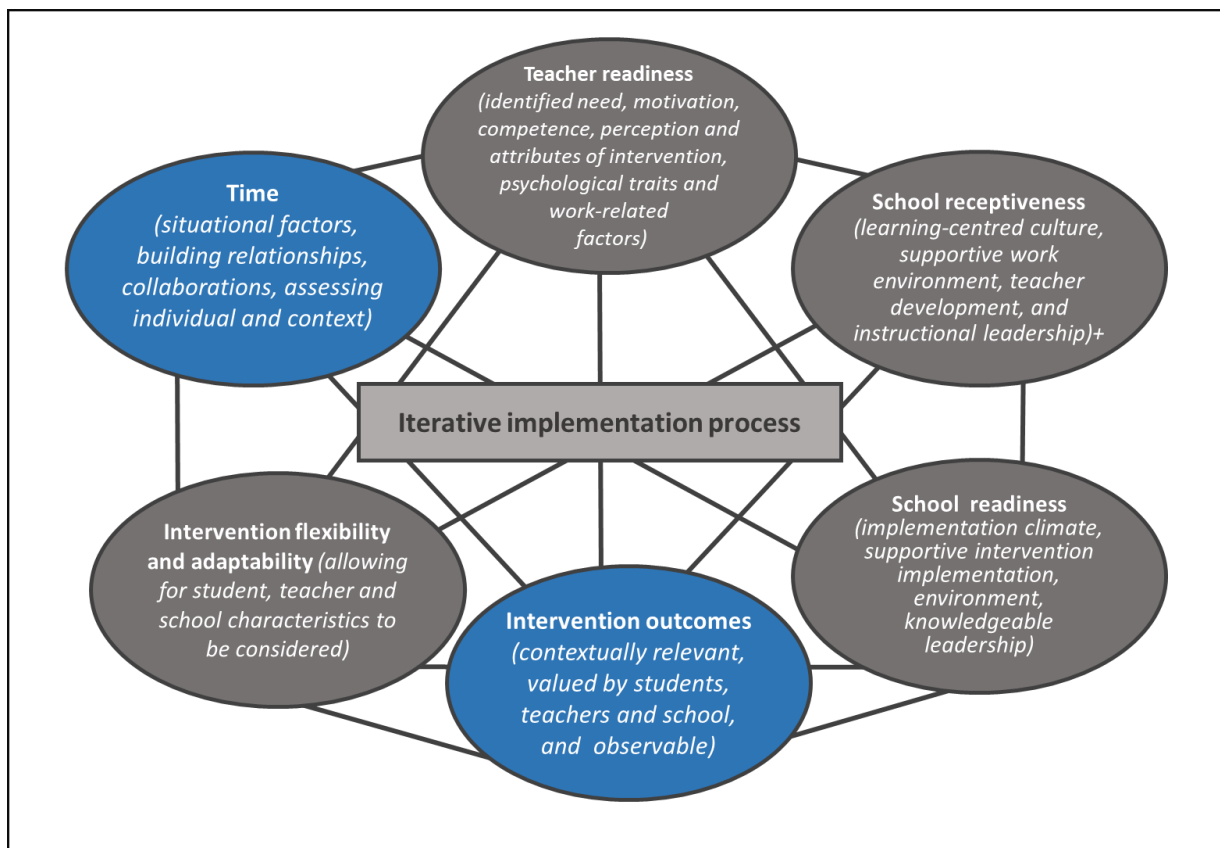 Teacher readiness
(identified need, motivation,
competence, perception and
attributes of intervention,
psychological traits and
work-related
factors)
Time
(situational factors,
building relationships,
collaborations, assessing
individual and context)
School receptiveness
(learning-centred culture,
supportive work
environment, teacher
development, and
instructional leadership)+
Iterative implementation process
Intervention flexibility
and adaptability (allowing
for student, teacher and
school characteristics to
be considered)
Intervention outcomes
(contextually relevant,
valued by students,
teachers and school,
and observable)
School readiness
(implementation climate,
supportive intervention
implementation,
environment,
knowledgeable
leadership)